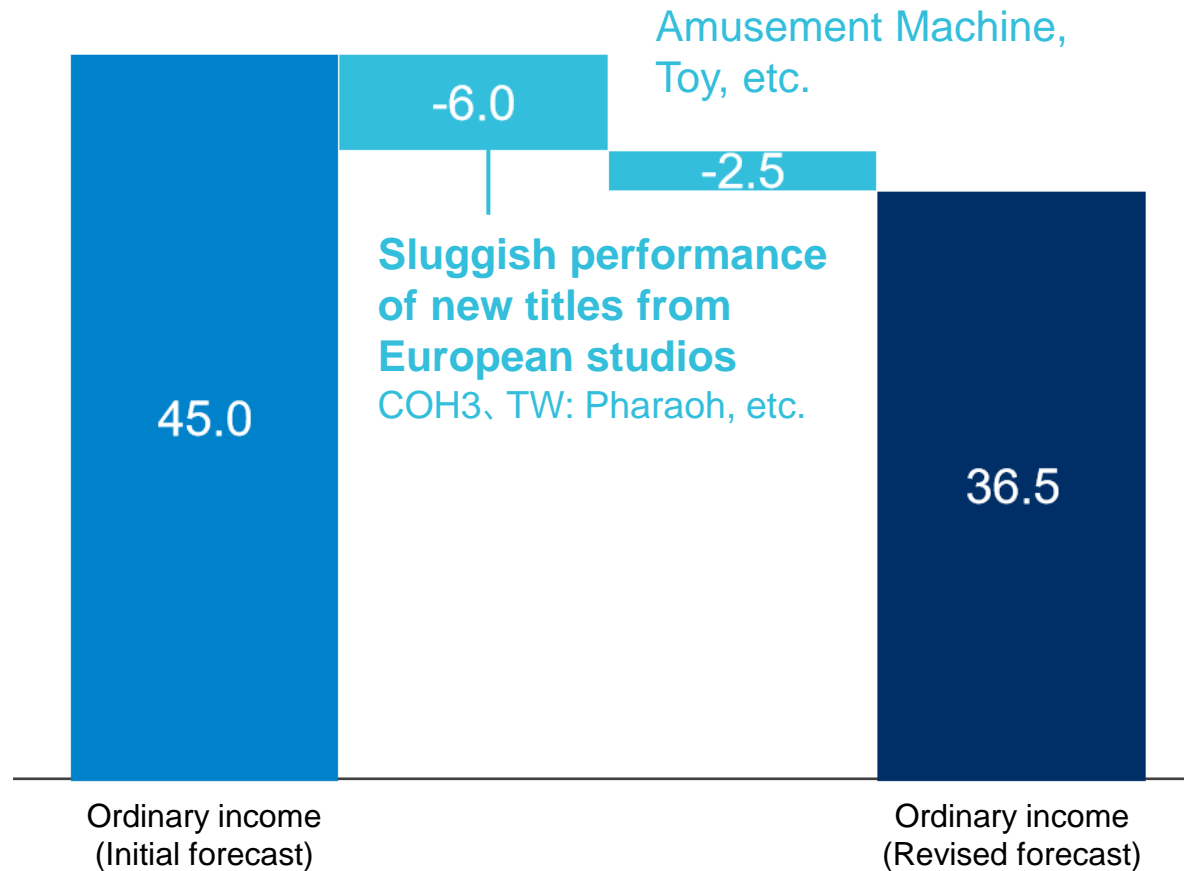 Amusement Machine,
Toy, etc.
-6.0
-2.5
Sluggish performance
of new titles from
European studios
COH3、TW: Pharaoh, etc.
45.0
36.5
Ordinary income
(Initial forecast)
Ordinary income
(Revised forecast)